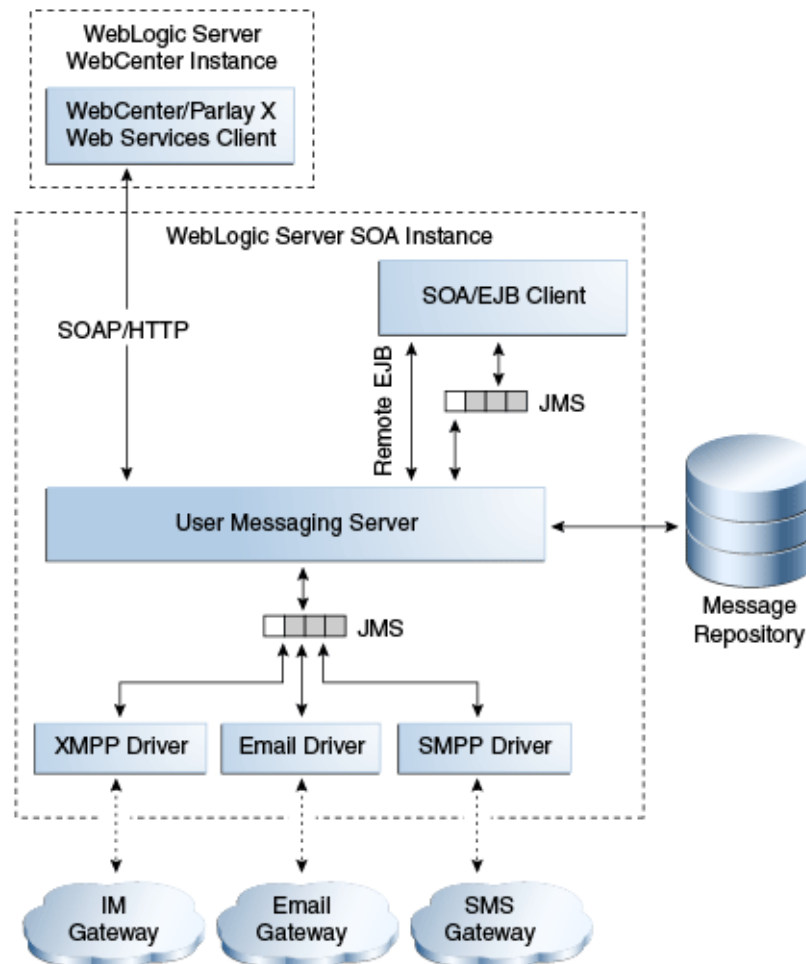 WebLogic Server
WebCenter Instance
WebCenter/Parlay X
Web Services Client
WebLogic Server SOA Instance
SOA/EJB Client
SOAP/HTTP
Remote EJB
JMS
User Messaging Server
Message
Repository
JMS
XMPP Driver
Email Driver
SMPP Driver
IM
Gateway
Email
Gateway
SMS
Gateway